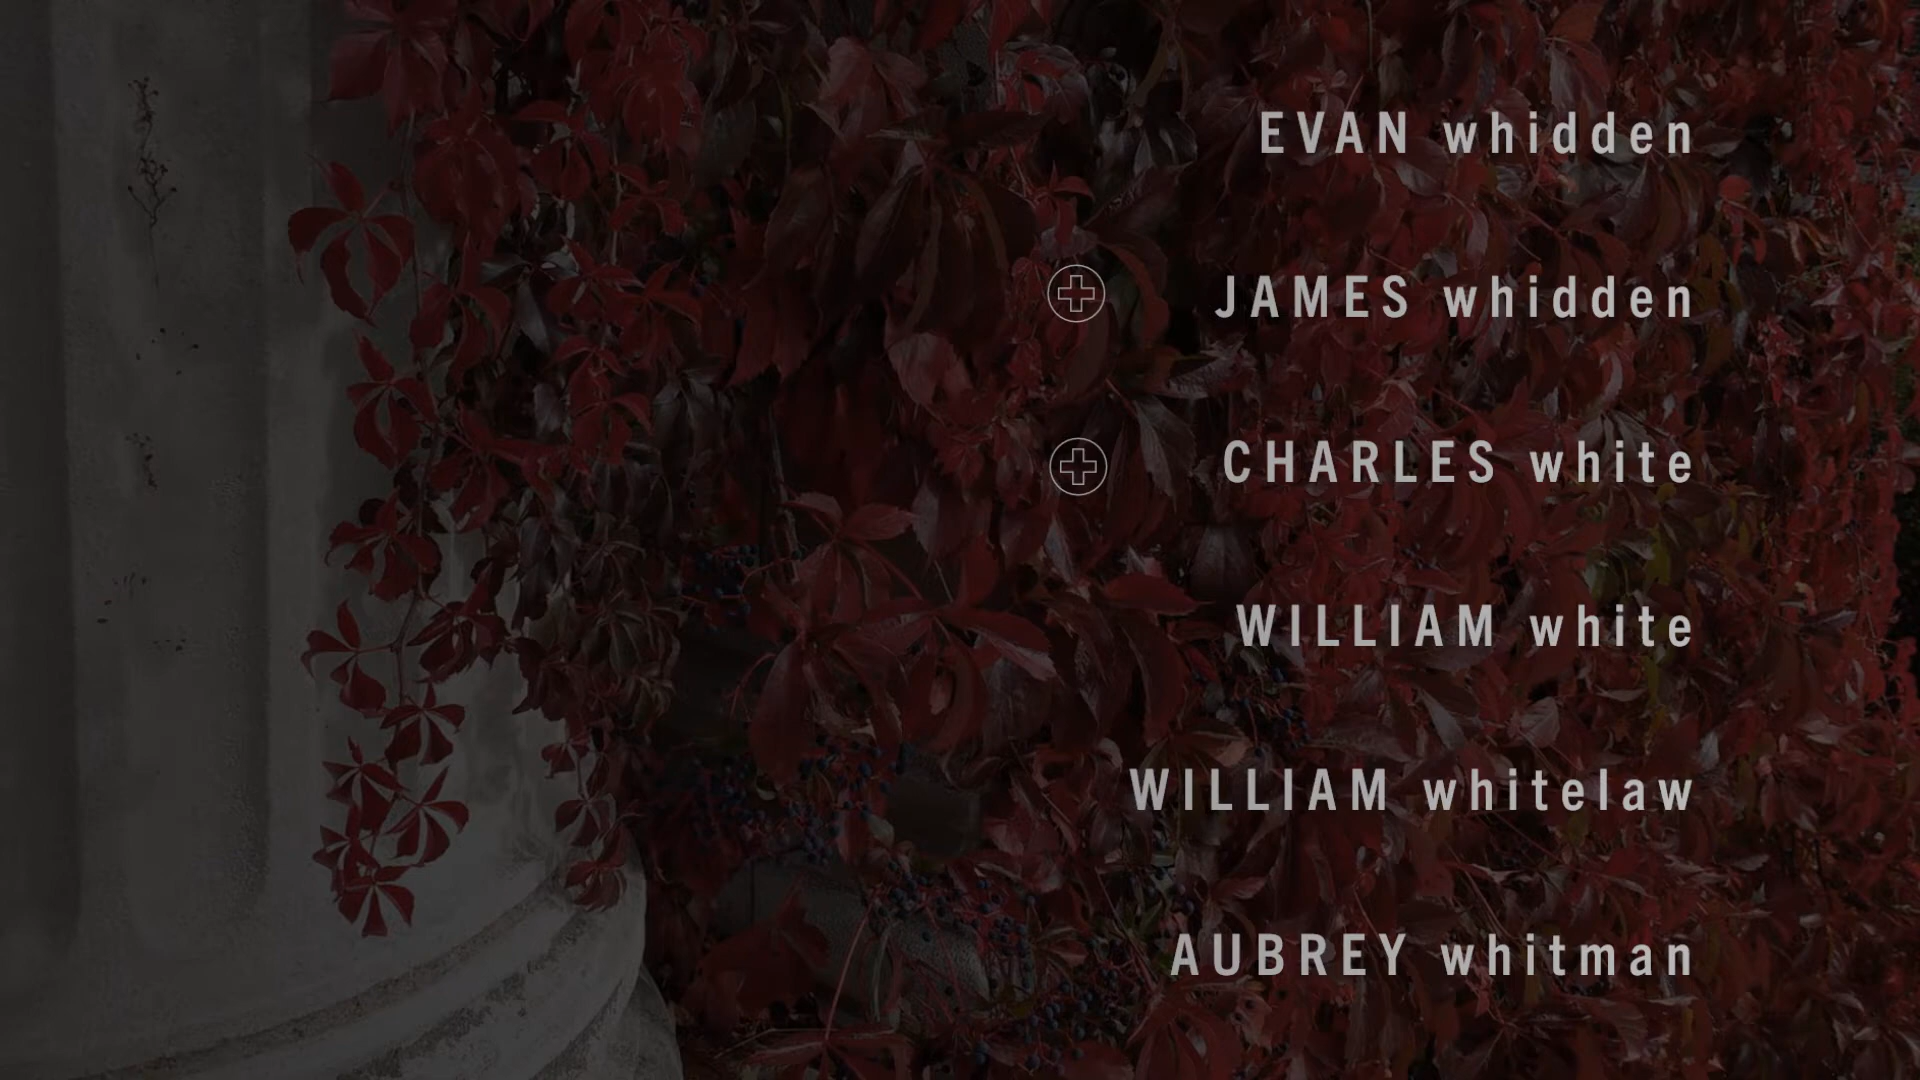 EVAN whidden
JAMES whidden
CHARLES white
WILLIAM white
WILLIAM whitelaw
AUBREY whitman